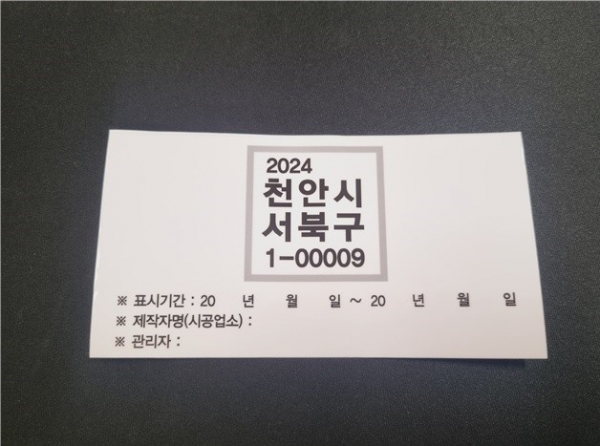 2024
천안시
서북구
1-00009
※ 표시기간 : 20 년 월 일 ~ 20 년 월 일
※ 제작자명(시공업소) :
※ 관리자 :